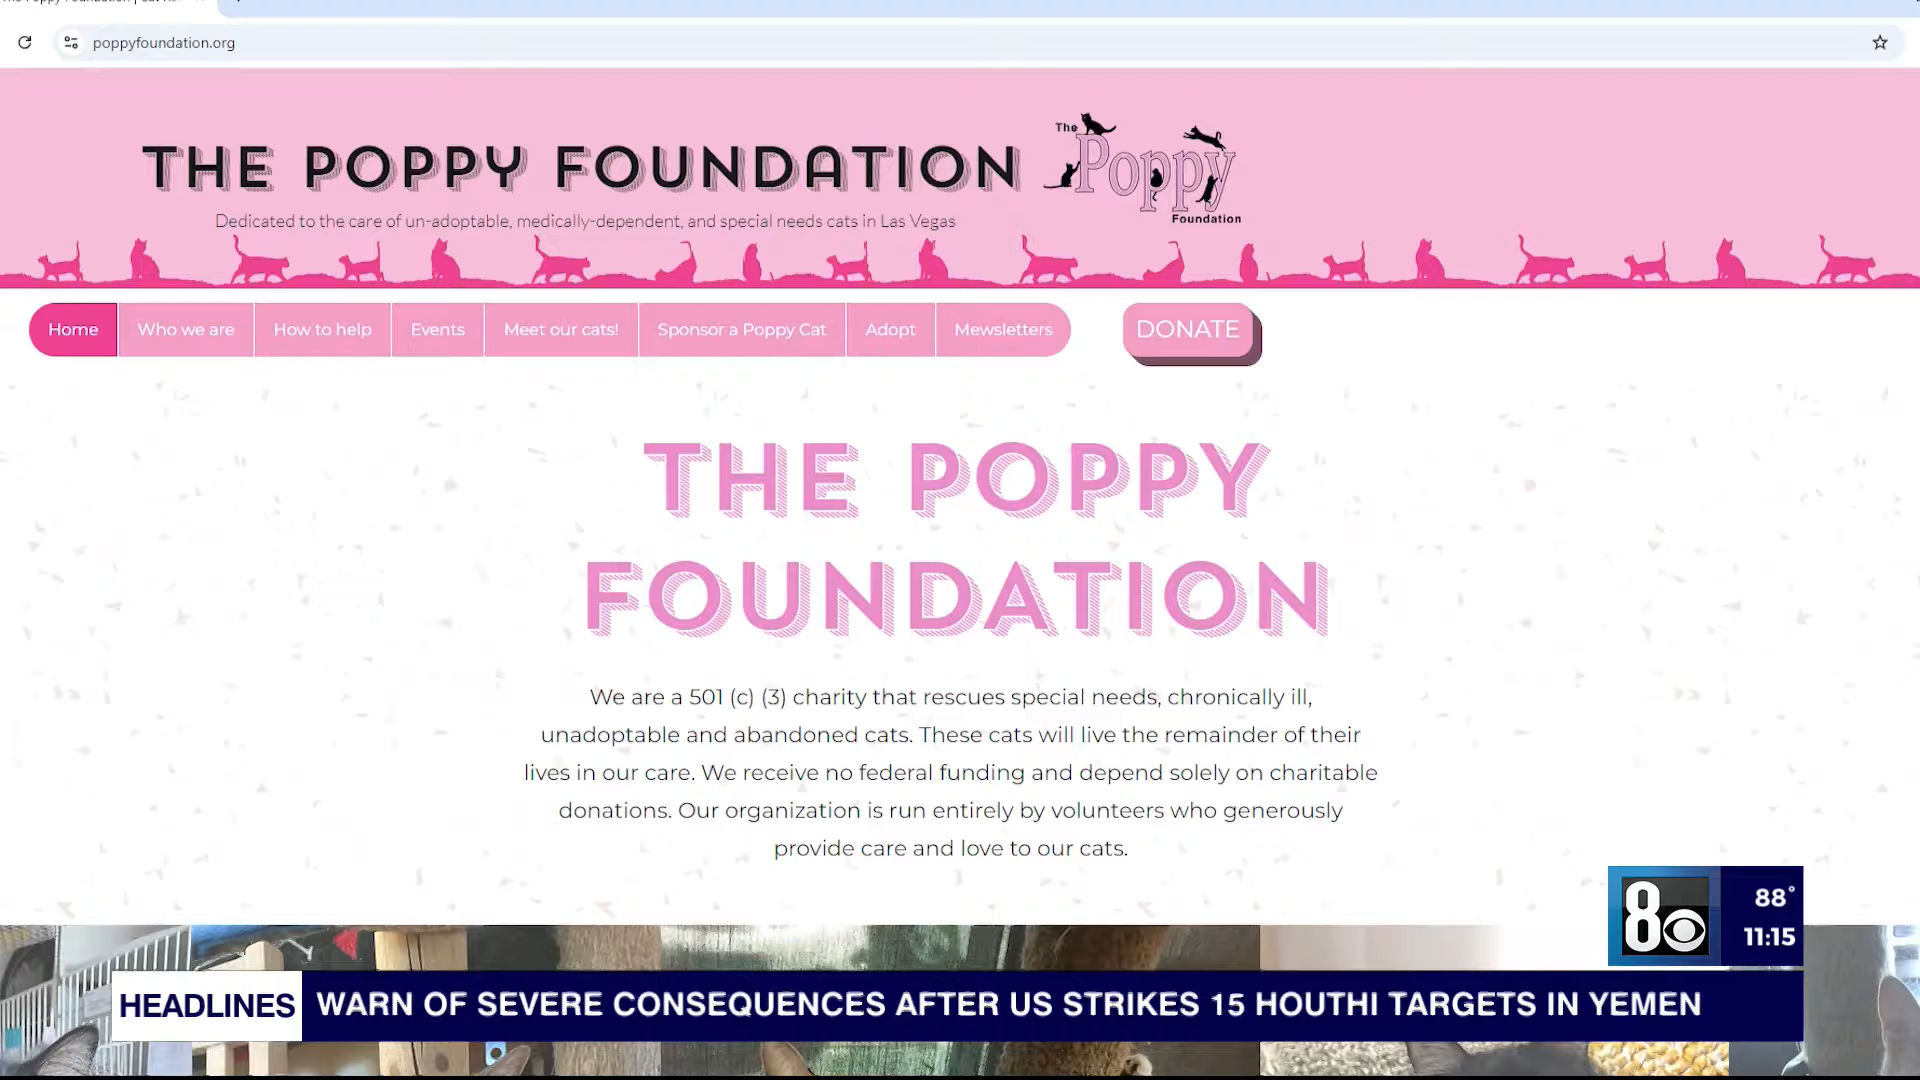 poppyfoundation.org
THE POPPY FOUNDATION
The
Poppy
Foundation
Dedicated to the care of un-adoptable, medically-dependent, and special needs cats in Las Vegas
Home
Who we are
How to help
Events
Meet our cats!
Sponsor a Poppy Cat
Adopt
Mewsletters
DONATE
THE POPPY
FOUNDATION
We are a 501 (c) (3) charity that rescues special needs, chronically ill,
unadoptable and abandoned cats. These cats will live the remainder of their
lives in our care. We receive no federal funding and depend solely on charitable
donations. Our organization is run entirely by volunteers who generously
provide care and love to our cats.
8
88°
11:15
HEADLINES
WARN OF SEVERE CONSEQUENCES AFTER US STRIKES 15 HOUTHI TARGETS IN YEMEN